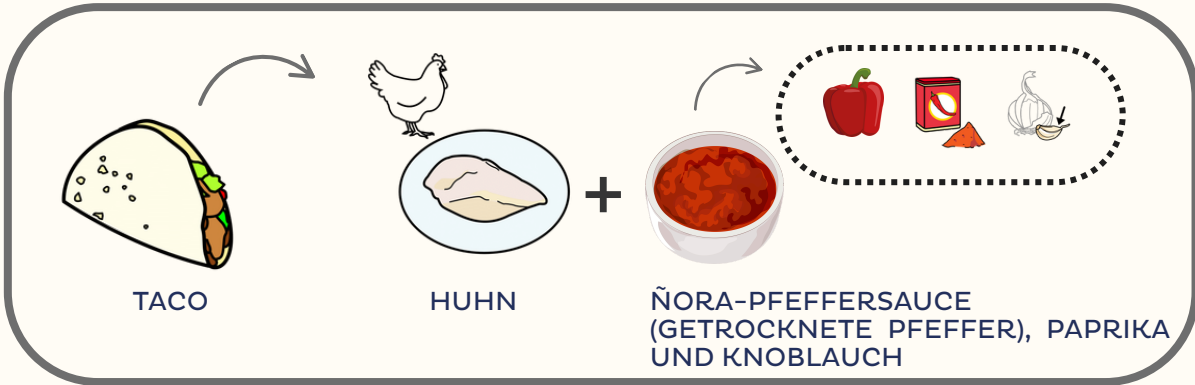 TACO
HUHN
ÑORA-PFEFFERSAUCE
(GETROCKNETE PFEFFER), PAPRIKA
UND KNOBLAUCH